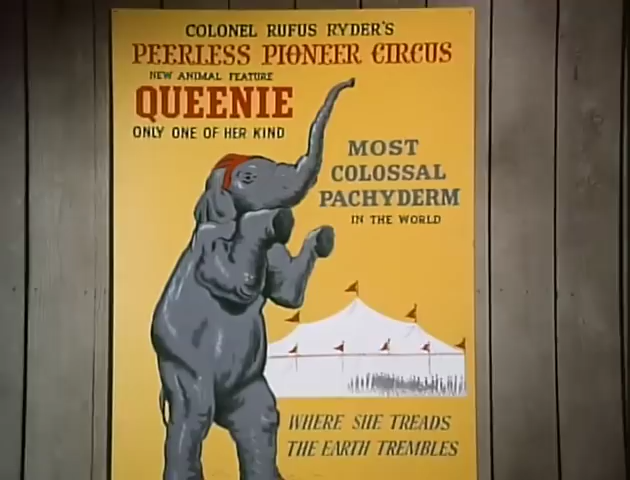 COLONEL RUFUS RYDER'S
PEERLESS PIONEER CIRCUS
NEW ANIMAL FEATURE
QUEENIE
ONLY ONE OF HER KIND
MOST
COLOSSAL
PACHYDERM
IN THE WORLD
WHERE SHE TREADS
THE EARTH TREMBLES